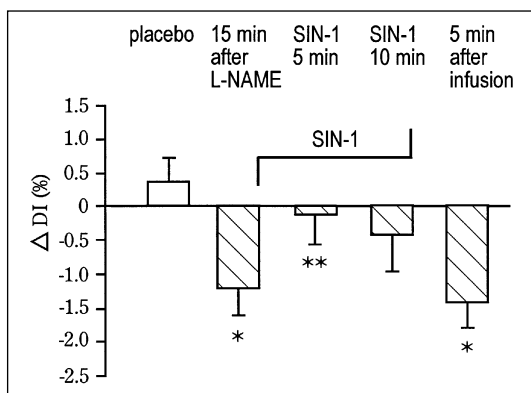 placebo
15 min
after
L-NAME
SIN-1
5 min
SIN-1
10 min
5 min
after
infusion
SIN-1
Δ DI (%)
1.5
1.0
0.5
0
-0.5
-1.0
-1.5
-2.0
-2.5
*
**
*